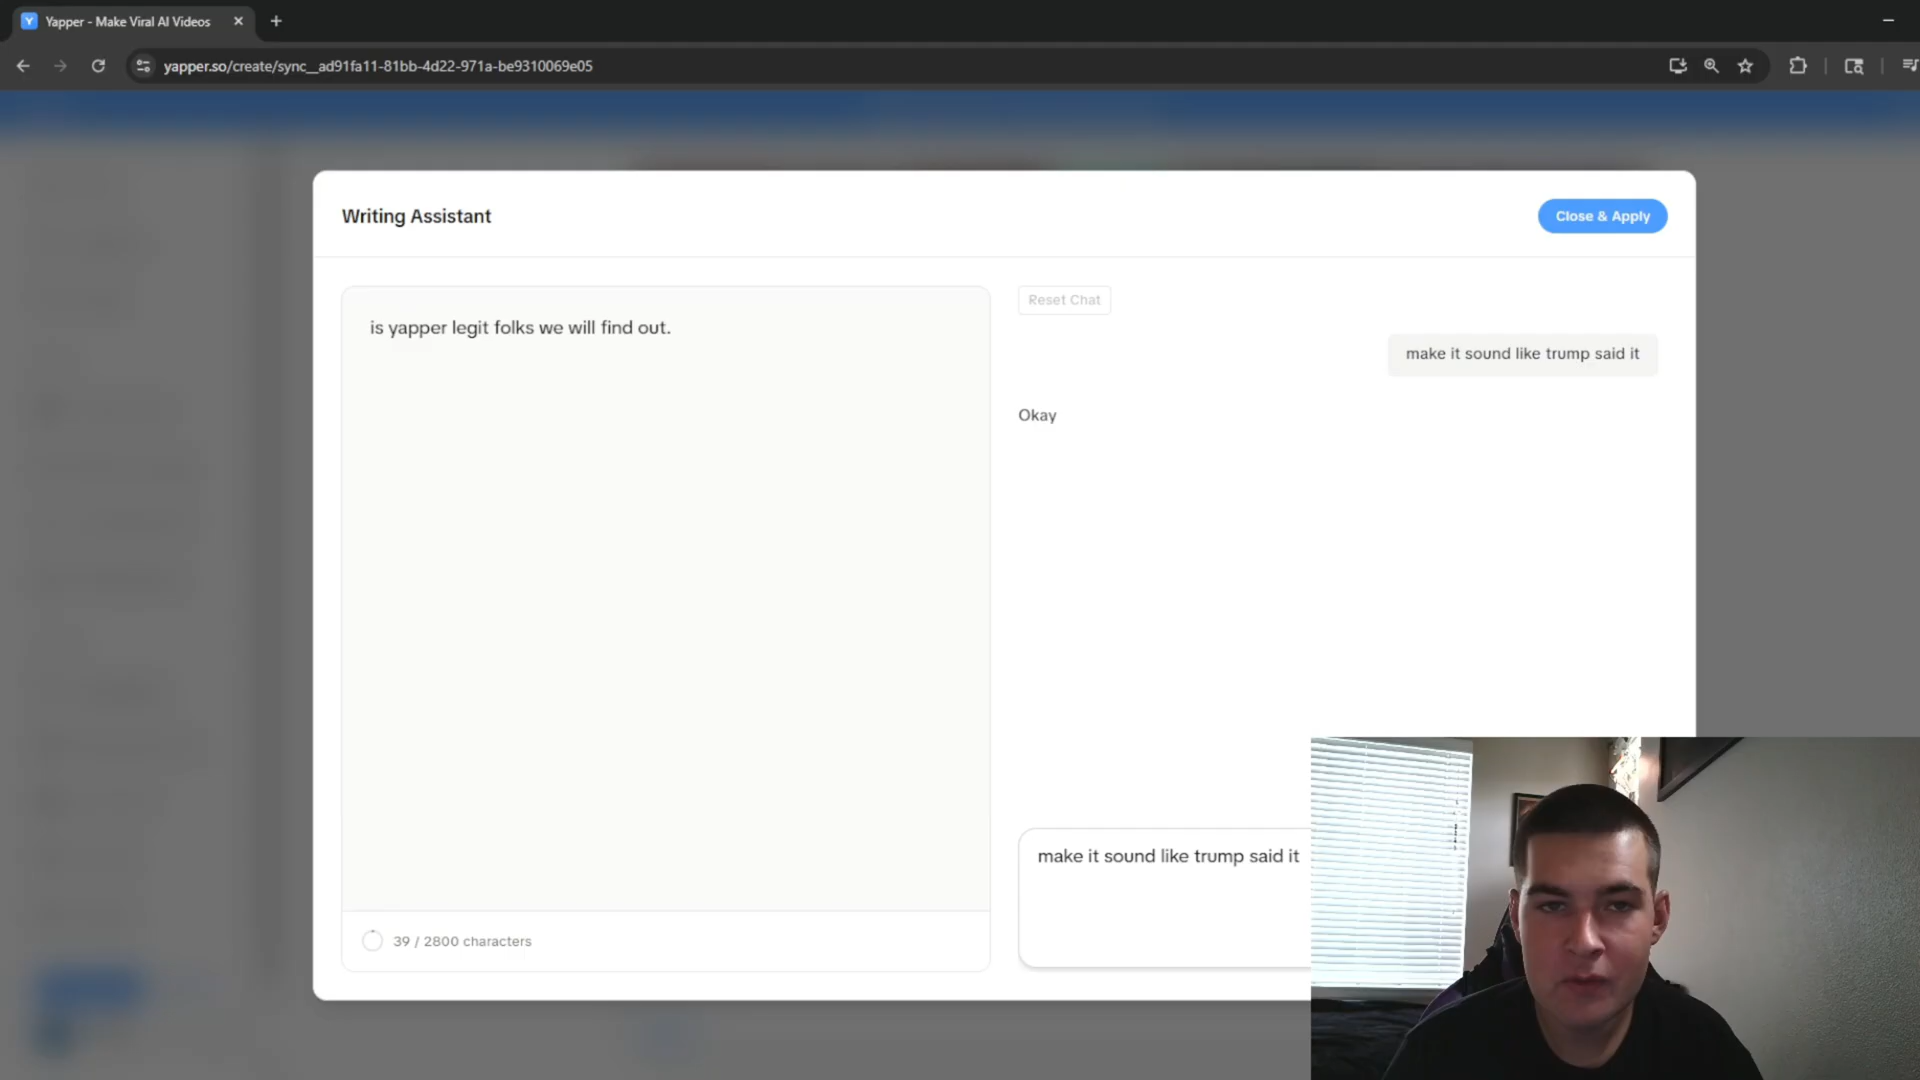 Yapper - Make Viral AI Videos
yapper.so/create/sync__ad91fa11-81bb-4d22-971a-be9310069e05
Writing Assistant
Close & Apply
is yapper legit folks we will find out.
Reset Chat
make it sound like trump said it
Okay
make it sound like trump said it
39 / 2800 characters